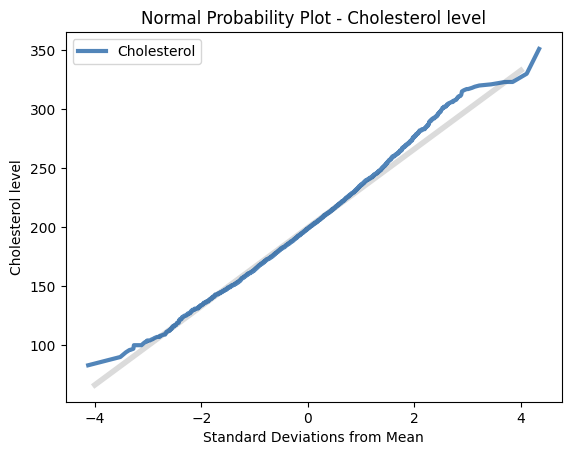 Normal Probability Plot - Cholesterol level
Cholesterol
350
300
250
200
150
100
Cholesterol level
−4
−2
0
2
4
Standard Deviations from Mean